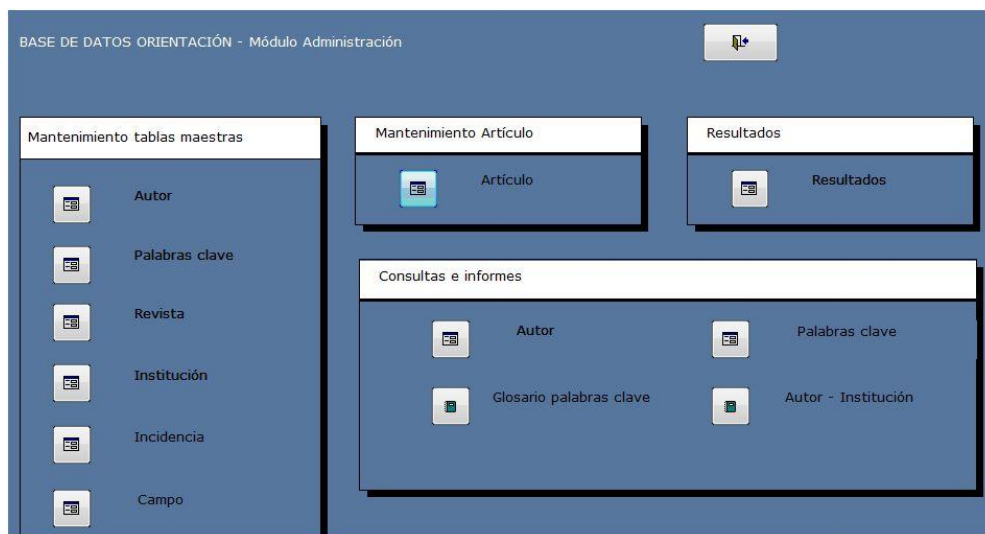 BASE DE DATOS ORIENTACIÓN - Módulo Administración
Mantenimiento tablas maestras
Autor
Palabras clave
Revista
Institución
Incidencia
Campo
Mantenimiento Artículo
Artículo
Resultados
Resultados
Consultas e informes
Autor
Palabras clave
Glosario palabras clave
Autor - Institución